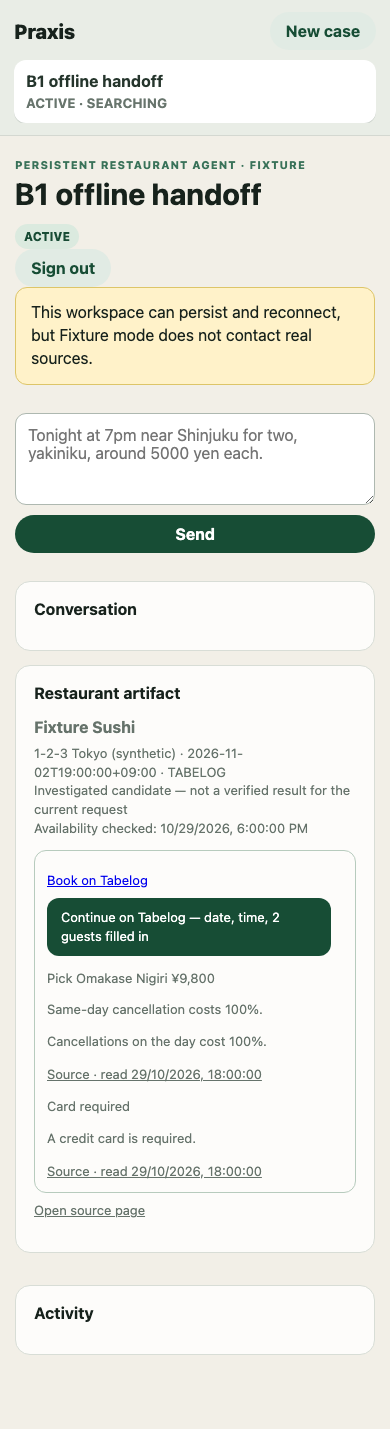 Praxis
New case
B1 offline handoff
ACTIVE · SEARCHING
PERSISTENT RESTAURANT AGENT · FIXTURE
B1 offline handoff
ACTIVE
Sign out
This workspace can persist and reconnect,
but Fixture mode does not contact real
sources.
Tonight at 7pm near Shinjuku for two,
yakiniku, around 5000 yen each.
Send
Conversation
Restaurant artifact
Fixture Sushi
1-2-3 Tokyo (synthetic) · 2026-11-
02T19:00:00+09:00 · TABELOG
Investigated candidate — not a verified result for the
current request
Availability checked: 10/29/2026, 6:00:00 PM
Book on Tabelog
Continue on Tabelog — date, time, 2
guests filled in
Pick Omakase Nigiri ¥9,800
Same-day cancellation costs 100%.
Cancellations on the day cost 100%.
Source · read 29/10/2026, 18:00:00
Card required
A credit card is required.
Source · read 29/10/2026, 18:00:00
Open source page
Activity